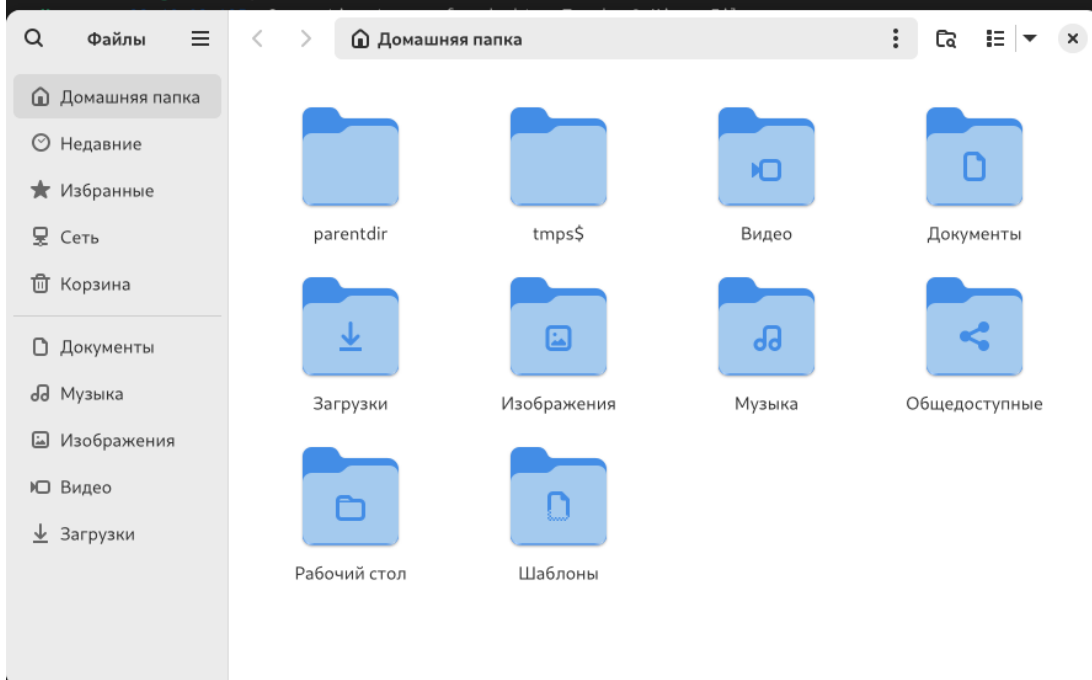 Файлы
Домашняя папка
Домашняя папка
Недавние
Избранные
Сеть
Корзина
Документы
Музыка
Изображения
Видео
Загрузки
parentdir
tmps$
Видео
Документы
Загрузки
Изображения
Музыка
Общедоступные
Рабочий стол
Шаблоны